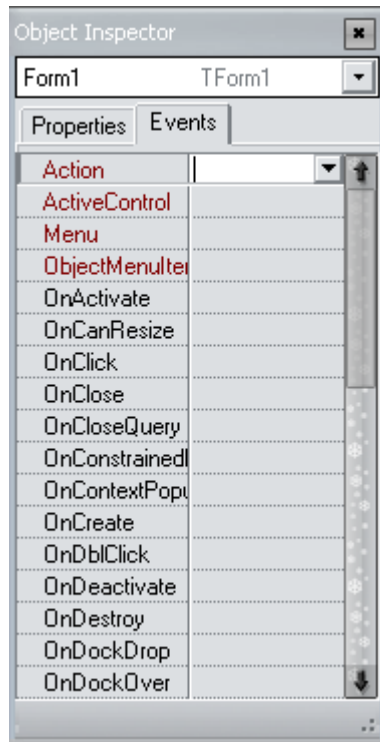 Object Inspector
Form1 TForm1
Properties Events
Action
ActiveControl
Menu
ObjectMenuIter
OnActivate
OnCanResize
OnClick
OnClose
OnCloseQuery
OnConstrainedl
OnContextPopu
OnCreate
OnDblClick
OnDeactivate
OnDestroy
OnDockDrop
OnDockOver